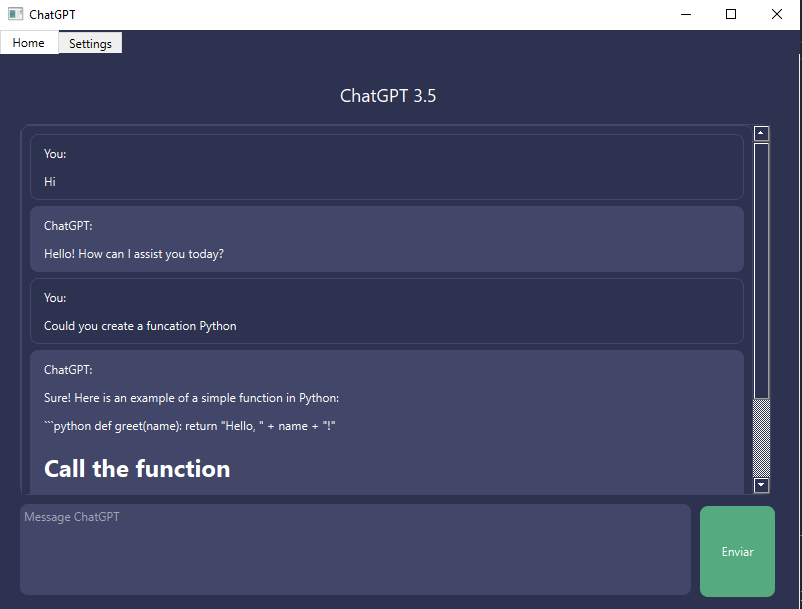 ChatGPT
Home
Settings
ChatGPT 3.5
You:
Hi
ChatGPT:
Hello! How can I assist you today?
You:
Could you create a funcation Python
ChatGPT:
Sure! Here is an example of a simple function in Python:
```python def greet(name): return "Hello, " + name + "!"
Call the function
Message ChatGPT
Enviar